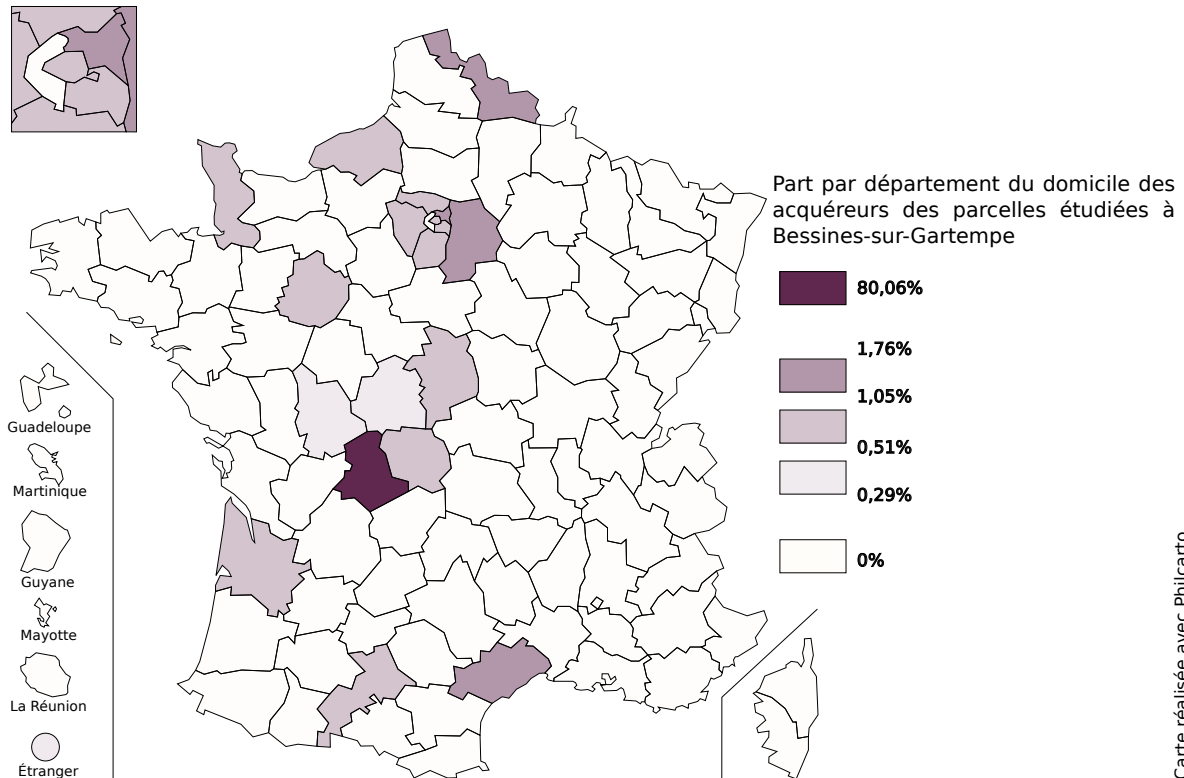 Part par département du domicile des
acquéreurs des parcelles étudiées à
Bessines-sur-Gartempe
80,06%
1,76%
1,05%
0,51%
0,29%
0%
Guadeloupe
Martinique
Guyane
Mayotte
La Réunion
Étranger
Carte réalisée avec Philcarto